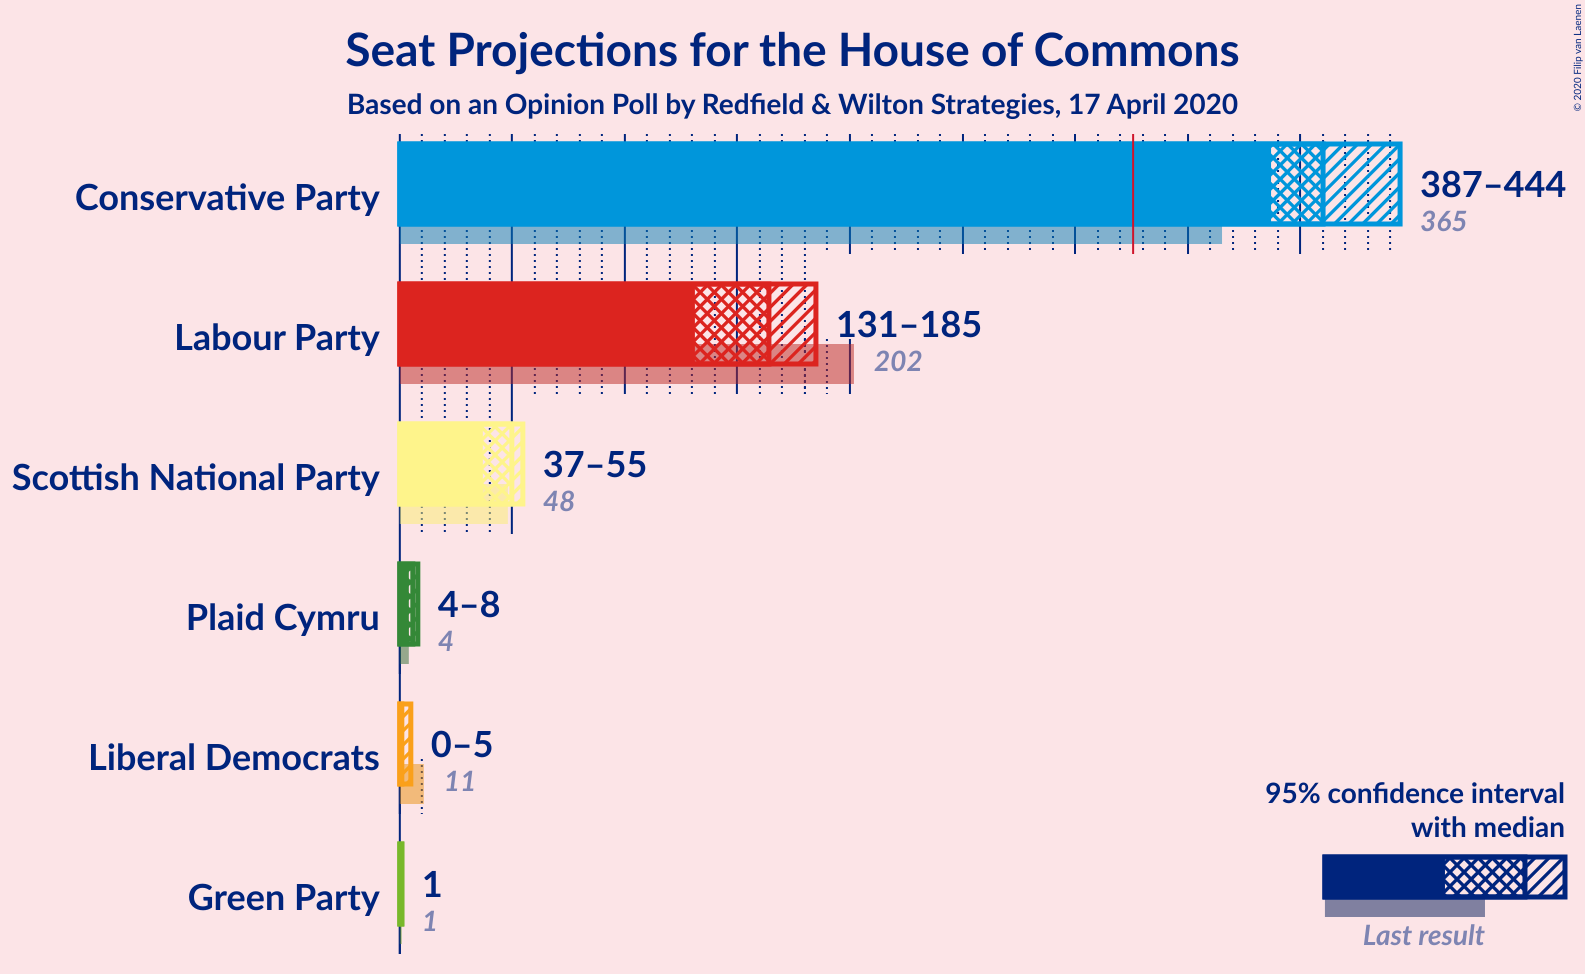 Seat Projections for the House of Commons
Based on an Opinion Poll by Redfield & Wilton Strategies, 17 April 2020
© 2020 Filip van Laenen
Conservative Party
387–444
365
Labour Party
131–185
202
Scottish National Party
37–55
48
Plaid Cymru
4–8
4
Liberal Democrats
0–5
11
Green Party
1
1
95% confidence interval
with median
Last result